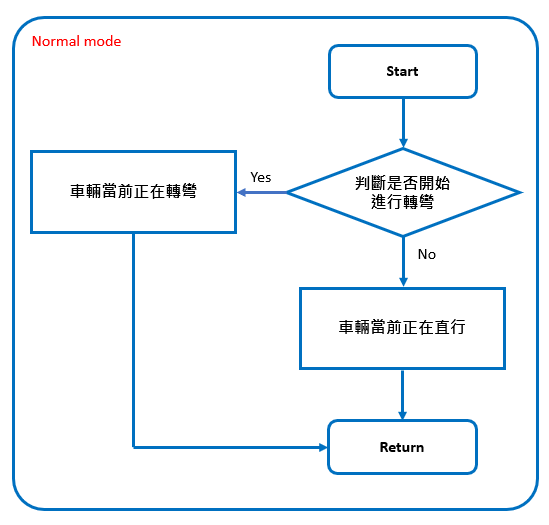 Normal mode
Start
判斷是否開始
進行轉彎
Yes
車輛當前正在轉彎
No
車輛當前正在直行
Return